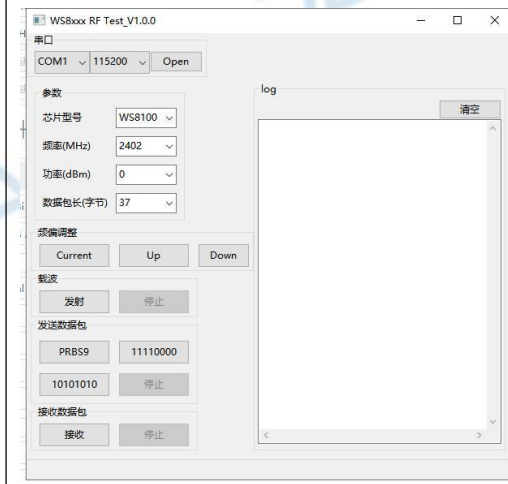 WS8xxx RF Test_V1.0.0
串口
COM1 115200 Open
参数
芯片型号 WS8100
频率(MHz) 2402
功率(dBm) 0
数据包长(字节) 37
频偏调整
Current Up Down
载波
发射 停止
发送数据包
PRBS9 11110000
10101010 停止
接收数据包
接收 停止
log
清空